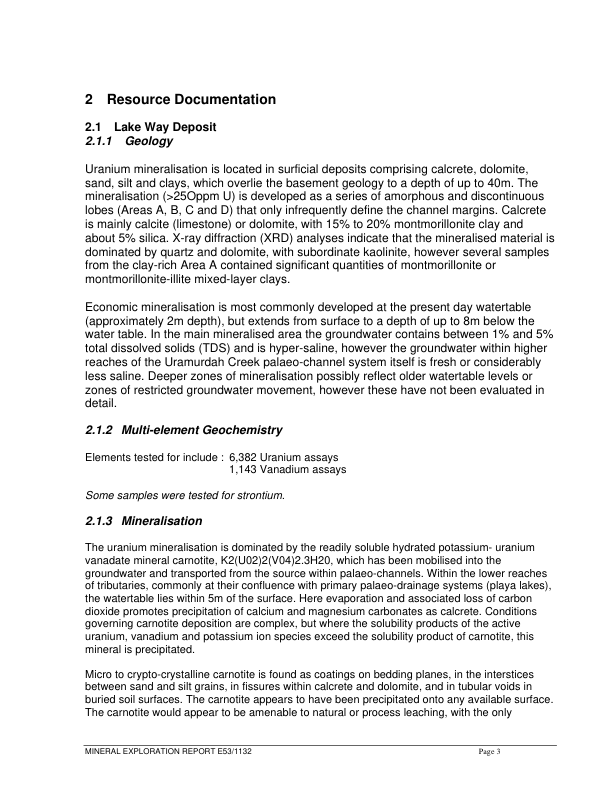 2 Resource Documentation
2.1 Lake Way Deposit
2.1.1 Geology
Uranium mineralisation is located in surficial deposits comprising calcrete, dolomite,
sand, silt and clays, which overlie the basement geology to a depth of up to 40m. The
mineralisation (>25Oppm U) is developed as a series of amorphous and discontinuous
lobes (Areas A, B, C and D) that only infrequently define the channel margins. Calcrete
is mainly calcite (limestone) or dolomite, with 15% to 20% montmorillonite clay and
about 5% silica. X-ray diffraction (XRD) analyses indicate that the mineralised material is
dominated by quartz and dolomite, with subordinate kaolinite, however several samples
from the clay-rich Area A contained significant quantities of montmorillonite or
montmorillonite-illite mixed-layer clays.
Economic mineralisation is most commonly developed at the present day watertable
(approximately 2m depth), but extends from surface to a depth of up to 8m below the
water table. In the main mineralised area the groundwater contains between 1% and 5%
total dissolved solids (TDS) and is hyper-saline, however the groundwater within higher
reaches of the Uramurdah Creek palaeo-channel system itself is fresh or considerably
less saline. Deeper zones of mineralisation possibly reflect older watertable levels or
zones of restricted groundwater movement, however these have not been evaluated in
detail.
2.1.2 Multi-element Geochemistry
Elements tested for include : 6,382 Uranium assays
1,143 Vanadium assays
Some samples were tested for strontium.
2.1.3 Mineralisation
The uranium mineralisation is dominated by the readily soluble hydrated potassium- uranium
vanadate mineral carnotite, K2(U02)2(V04)2.3H20, which has been mobilised into the
groundwater and transported from the source within palaeo-channels. Within the lower reaches
of tributaries, commonly at their confluence with primary palaeo-drainage systems (playa lakes),
the watertable lies within 5m of the surface. Here evaporation and associated loss of carbon
dioxide promotes precipitation of calcium and magnesium carbonates as calcrete. Conditions
governing carnotite deposition are complex, but where the solubility products of the active
uranium, vanadium and potassium ion species exceed the solubility product of carnotite, this
mineral is precipitated.
Micro to crypto-crystalline carnotite is found as coatings on bedding planes, in the interstices
between sand and silt grains, in fissures within calcrete and dolomite, and in tubular voids in
buried soil surfaces. The carnotite appears to have been precipitated onto any available surface.
The carnotite would appear to be amenable to natural or process leaching, with the only
MINERAL EXPLORATION REPORT E53/1132 Page 3